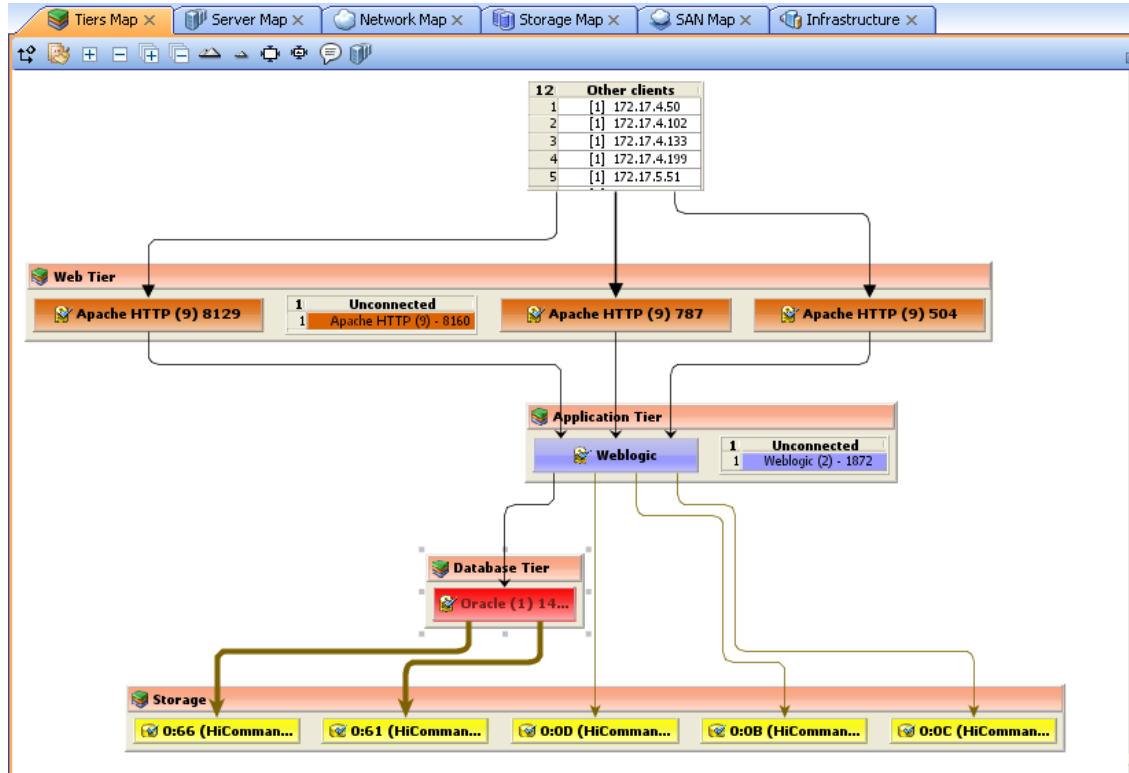 Tiers Map
Server Map
Network Map
Storage Map
SAN Map
Infrastructure
12 Other clients
1 [1] 172.17.4.50
2 [1] 172.17.4.102
3 [1] 172.17.4.133
4 [1] 172.17.4.199
5 [1] 172.17.5.51
Web Tier
Apache HTTP (9) 8129
1 Unconnected
1 Apache HTTP (9) - 8160
Apache HTTP (9) 787
Apache HTTP (9) 504
Application Tier
Weblogic
1 Unconnected
1 Weblogic (2) - 1872
Database Tier
Oracle (1) 14...
Storage
0:66 (HiComman...
0:61 (HiComman...
0:0D (HiComman...
0:0B (HiComman...
0:0C (HiComman...